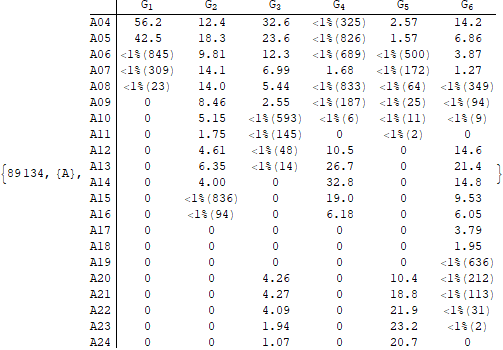 G1 G2 G3 G4 G5 G6
A04 56.2 12.4 32.6 <1%(325) 2.57 14.2
A05 42.5 18.3 23.6 <1%(826) 1.57 6.86
A06 <1%(845) 9.81 12.3 <1%(689) <1%(500) 3.87
A07 <1%(309) 14.1 6.99 1.68 <1%(172) 1.27
A08 <1%(23) 14.0 5.44 <1%(833) <1%(64) <1%(349)
A09 0 8.46 2.55 <1%(187) <1%(25) <1%(94)
A10 0 5.15 <1%(593) <1%(6) <1%(11) <1%(9)
A11 0 1.75 <1%(145) 0 <1%(2) 0
A12 0 4.61 <1%(48) 10.5 0 14.6
{89134, {A}, A13 0 6.35 <1%(14) 26.7 0 21.4 }
A14 0 4.00 0 32.8 0 14.8
A15 0 <1%(836) 0 19.0 0 9.53
A16 0 <1%(94) 0 6.18 0 6.05
A17 0 0 0 0 0 3.79
A18 0 0 0 0 0 1.95
A19 0 0 0 0 0 <1%(636)
A20 0 0 4.26 0 10.4 <1%(212)
A21 0 0 4.27 0 18.8 <1%(113)
A22 0 0 4.09 0 21.9 <1%(31)
A23 0 0 1.94 0 23.2 <1%(2)
A24 0 0 1.07 0 20.7 0